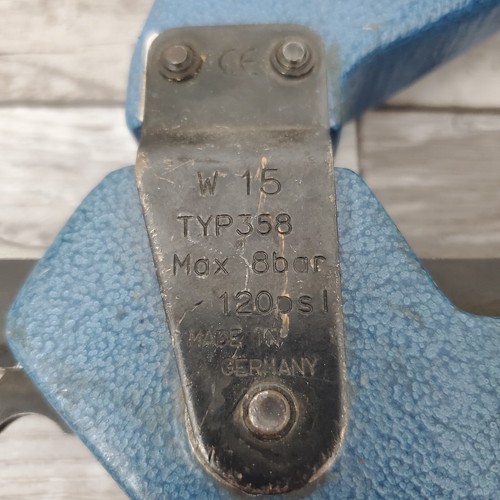 CE
W 15
TYP358
Max 8bar
120psi
MADE IN
GERMANY